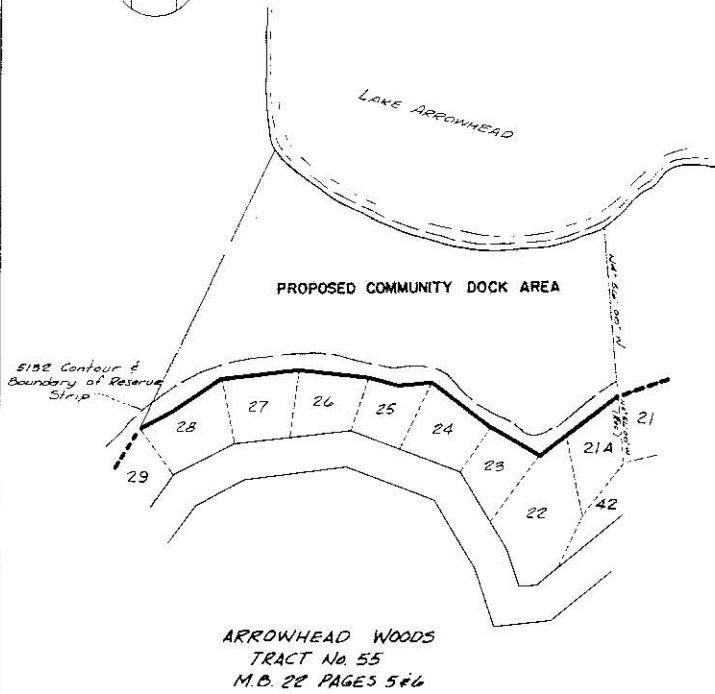 LAKE ARROWHEAD
PROPOSED COMMUNITY DOCK AREA
5132 Contour &
Boundary of Reserve
Strip
29
28
27
26
25
24
23
22
21A
21
42
ARROWHEAD WOODS
TRACT No. 55
M.B. 22 PAGES 5&6